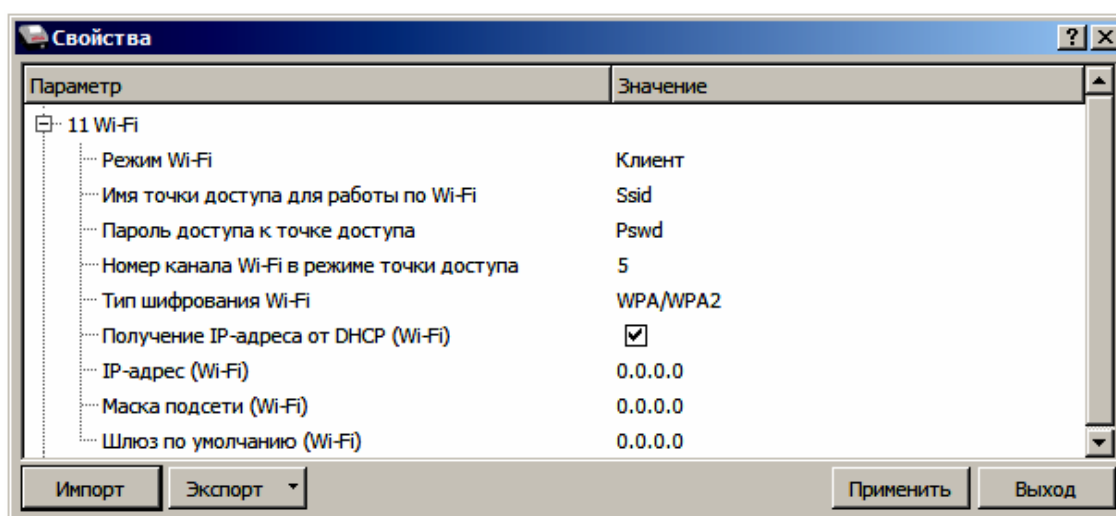 Свойства
Параметр Значение
11 Wi-Fi
Режим Wi-Fi Клиент
Имя точки доступа для работы по Wi-Fi Ssid
Пароль доступа к точке доступа Pswd
Номер канала Wi-Fi в режиме точки доступа 5
Тип шифрования Wi-Fi WPA/WPA2
Получение IP-адреса от DHCP (Wi-Fi)
IP-адрес (Wi-Fi) 0.0.0.0
Маска подсети (Wi-Fi) 0.0.0.0
Шлюз по умолчанию (Wi-Fi) 0.0.0.0
Импорт Экспорт Применить Выход